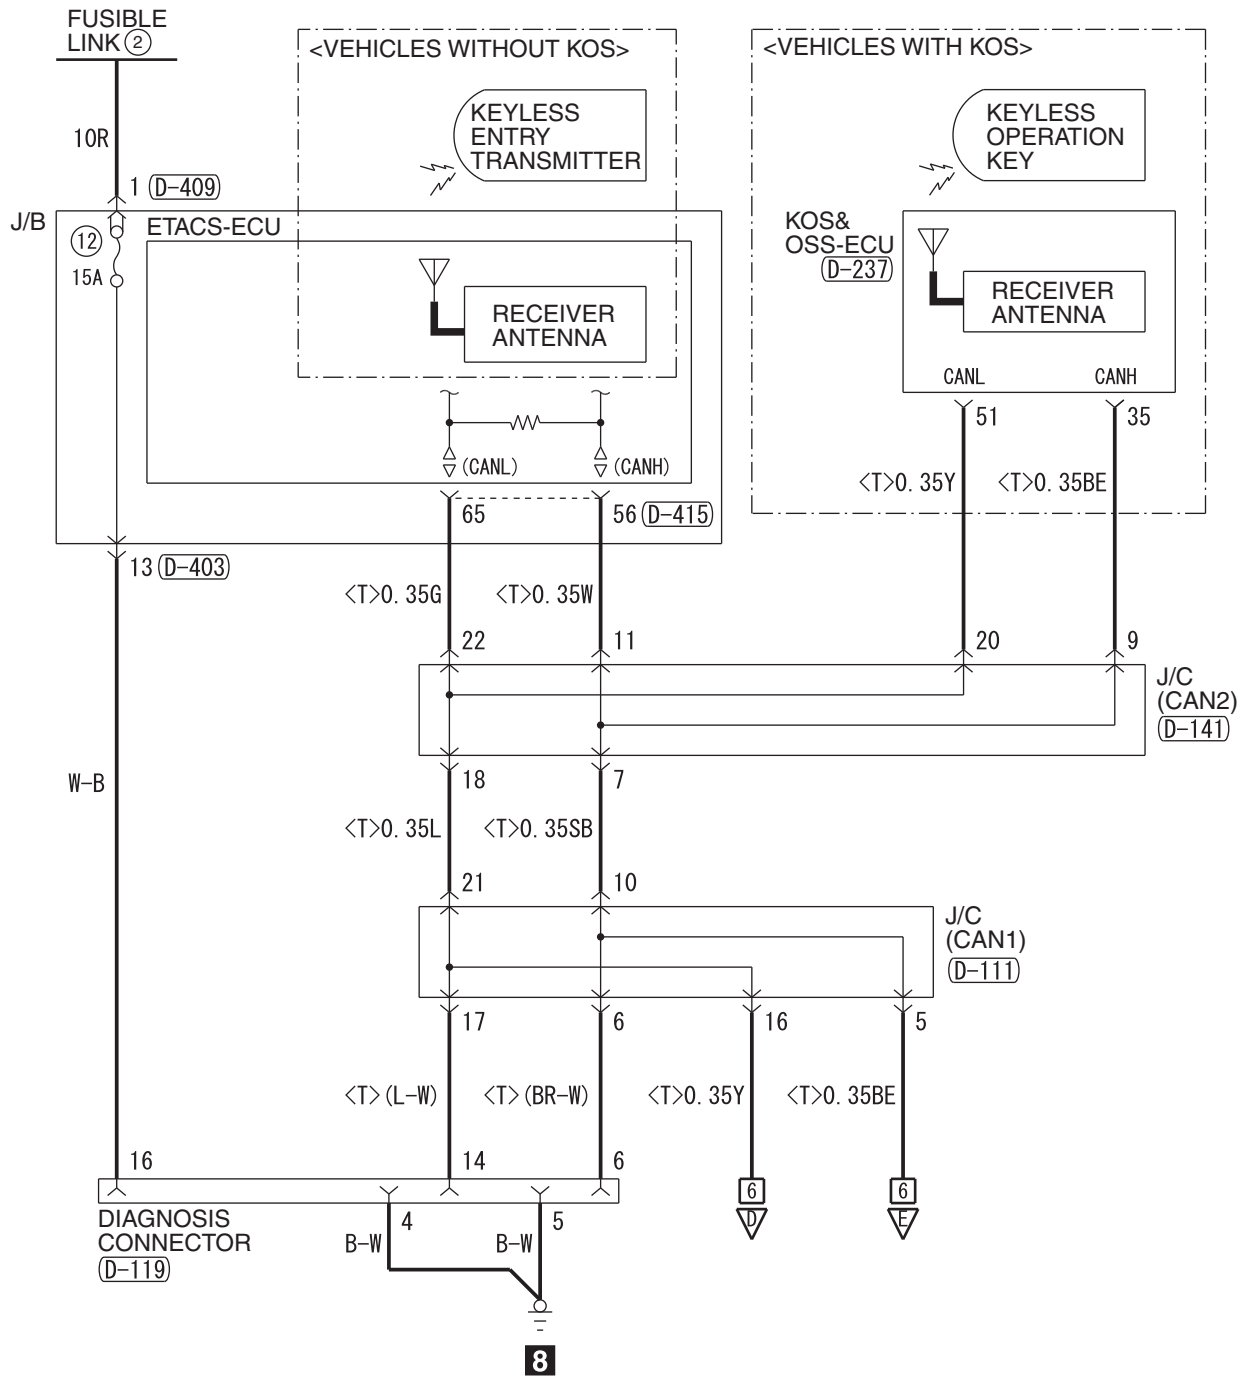 FUSIBLE
LINK 2
<VEHICLES WITHOUT KOS>
<VEHICLES WITH KOS>
KEYLESS
ENTRY
TRANSMITTER
KEYLESS
OPERATION
KEY
10R
1 D-409
J/B
ETACS-ECU
12
15A
RECEIVER
ANTENNA
KOS&
OSS-ECU
D-237
RECEIVER
ANTENNA
CANL
CANH
51
35
(CANL)
(CANH)
<T>0.35Y
<T>0.35BE
65
56 D-415
13 D-403
<T>0.35G
<T>0.35W
22
11
20
9
J/C
(CAN2)
D-141
W-B
18
7
<T>0.35L
<T>0.35SB
21
10
J/C
(CAN1)
D-111
17
6
16
5
<T>(L-W)
<T>(BR-W)
<T>0.35Y
<T>0.35BE
16
14
6
6
D
6
E
DIAGNOSIS
CONNECTOR
D-119
4
5
B-W
B-W
8